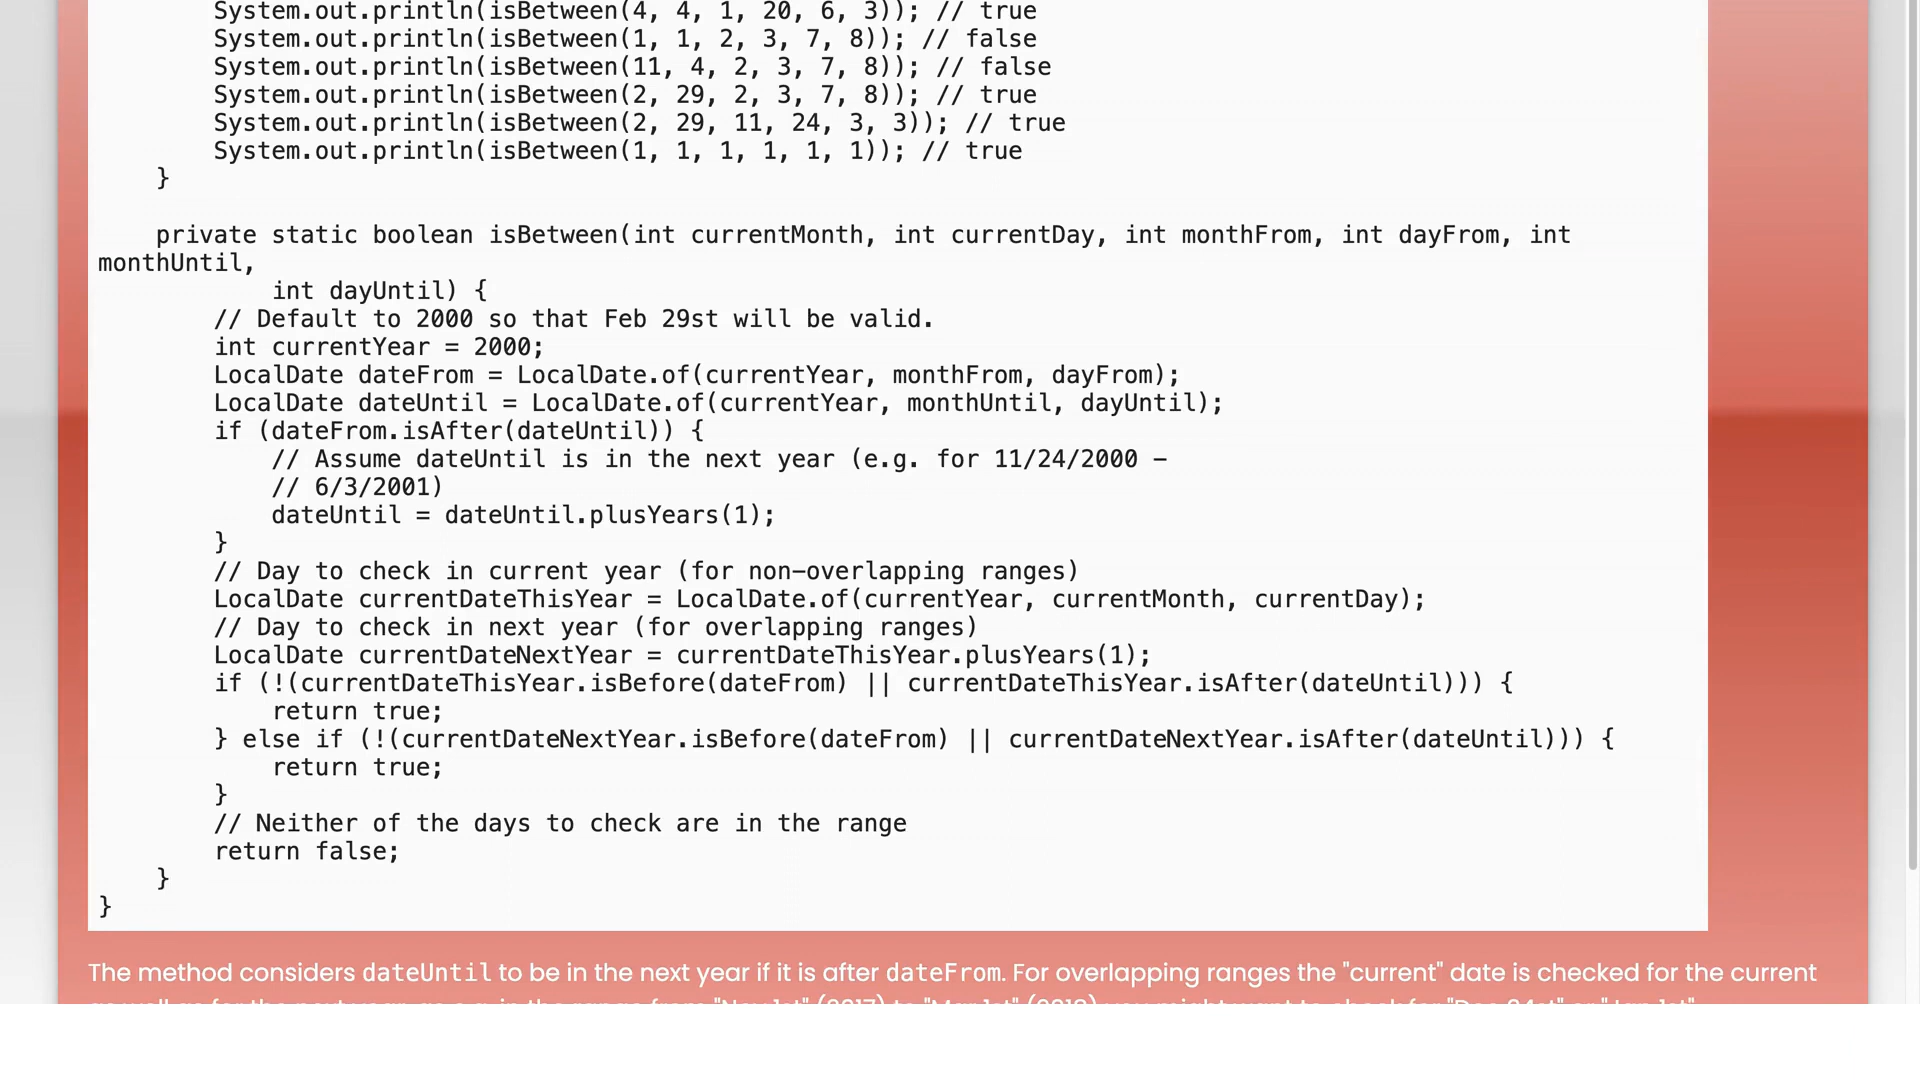 System.out.println(isBetween(4, 4, 1, 20, 6, 3)); // true
System.out.println(isBetween(1, 1, 2, 3, 7, 8)); // false
System.out.println(isBetween(11, 4, 2, 3, 7, 8)); // false
System.out.println(isBetween(2, 29, 2, 3, 7, 8)); // true
System.out.println(isBetween(2, 29, 11, 24, 3, 3)); // true
System.out.println(isBetween(1, 1, 1, 1, 1, 1)); // true
}
private static boolean isBetween(int currentMonth, int currentDay, int monthFrom, int dayFrom, int
monthUntil,
int dayUntil) {
// Default to 2000 so that Feb 29st will be valid.
int currentYear = 2000;
LocalDate dateFrom = LocalDate.of(currentYear, monthFrom, dayFrom);
LocalDate dateUntil = LocalDate.of(currentYear, monthUntil, dayUntil);
if (dateFrom.isAfter(dateUntil)) {
// Assume dateUntil is in the next year (e.g. for 11/24/2000 -
// 6/3/2001)
dateUntil = dateUntil.plusYears(1);
}
// Day to check in current year (for non-overlapping ranges)
LocalDate currentDateThisYear = LocalDate.of(currentYear, currentMonth, currentDay);
// Day to check in next year (for overlapping ranges)
LocalDate currentDateNextYear = currentDateThisYear.plusYears(1);
if (!(currentDateThisYear.isBefore(dateFrom) || currentDateThisYear.isAfter(dateUntil))) {
return true;
} else if (!(currentDateNextYear.isBefore(dateFrom) || currentDateNextYear.isAfter(dateUntil))) {
return true;
}
// Neither of the days to check are in the range
return false;
}
}
The method considers dateUntil to be in the next year if it is after dateFrom. For overlapping ranges the "current" date is checked for the current